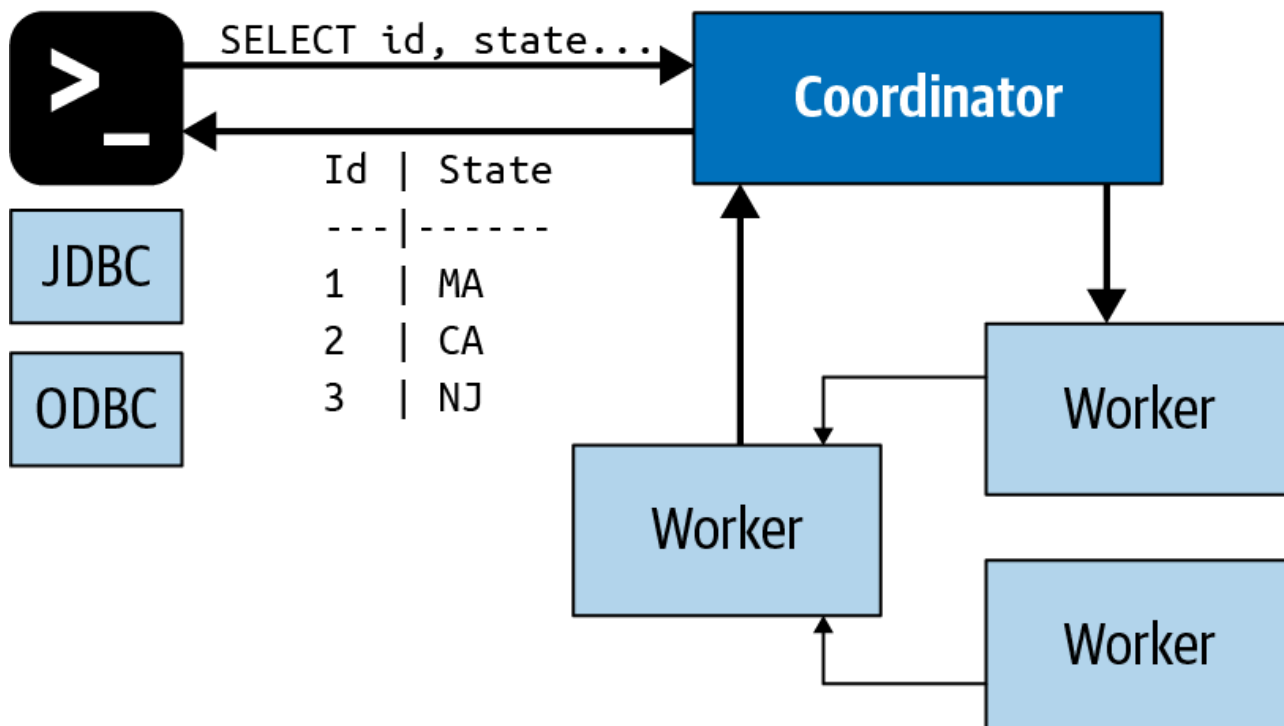 >_
SELECT id, state...
Coordinator
Id | State
---|------
1 | MA
2 | CA
3 | NJ
JDBC
ODBC
Worker
Worker
Worker